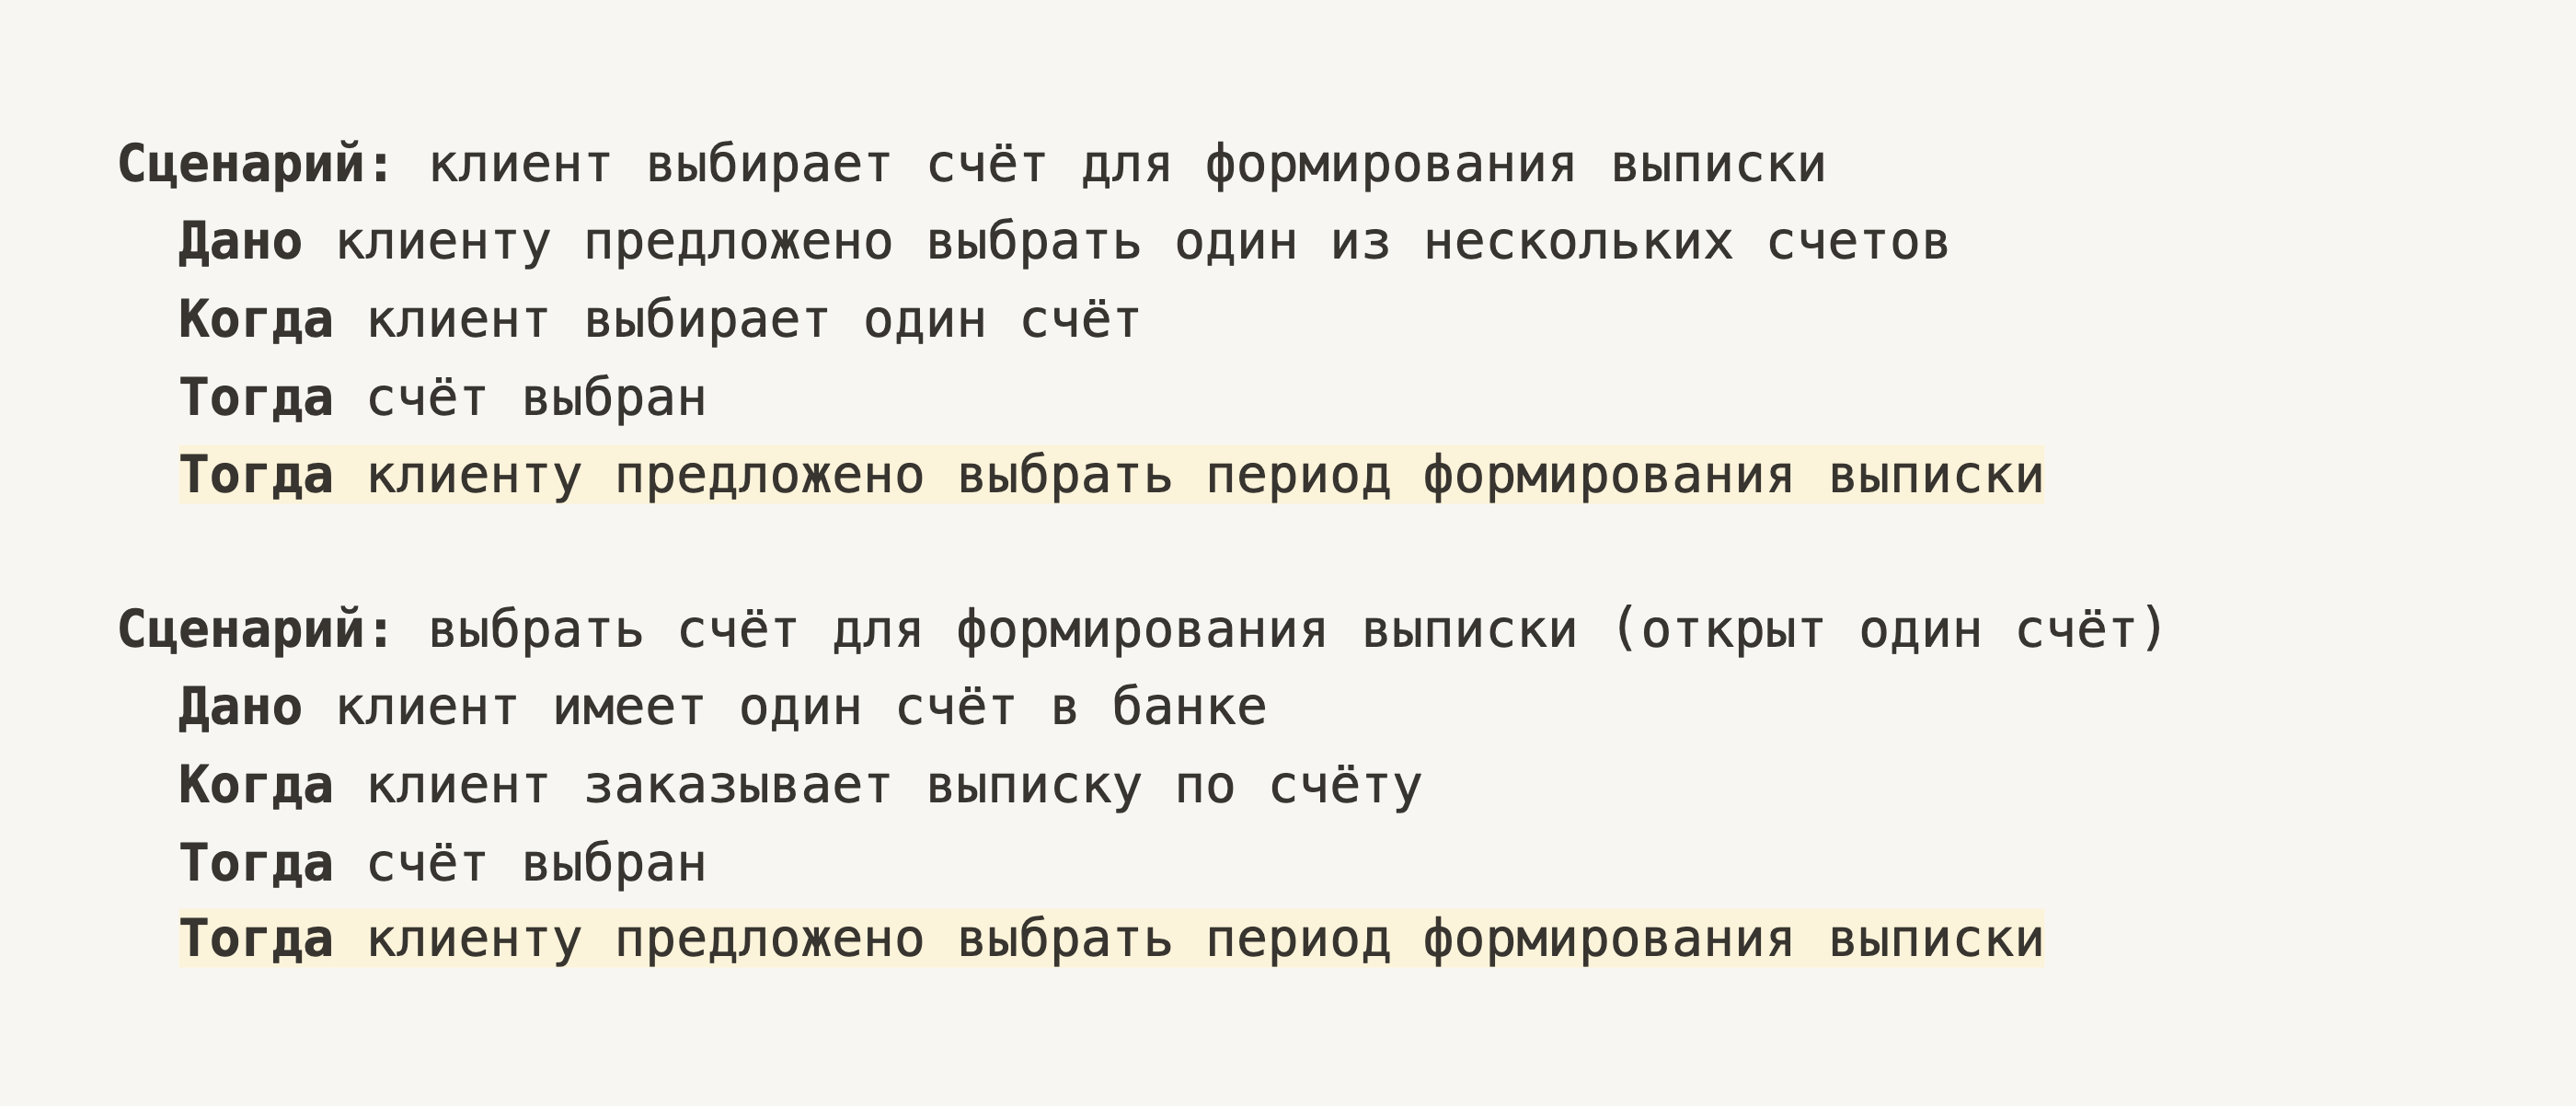 Сценарий: клиент выбирает счёт для формирования выписки
Дано клиенту предложено выбрать один из нескольких счетов
Когда клиент выбирает один счёт
Тогда счёт выбран
Тогда клиенту предложено выбрать период формирования выписки
Сценарий: выбрать счёт для формирования выписки (открыт один счёт)
Дано клиент имеет один счёт в банке
Когда клиент заказывает выписку по счёту
Тогда счёт выбран
Тогда клиенту предложено выбрать период формирования выписки